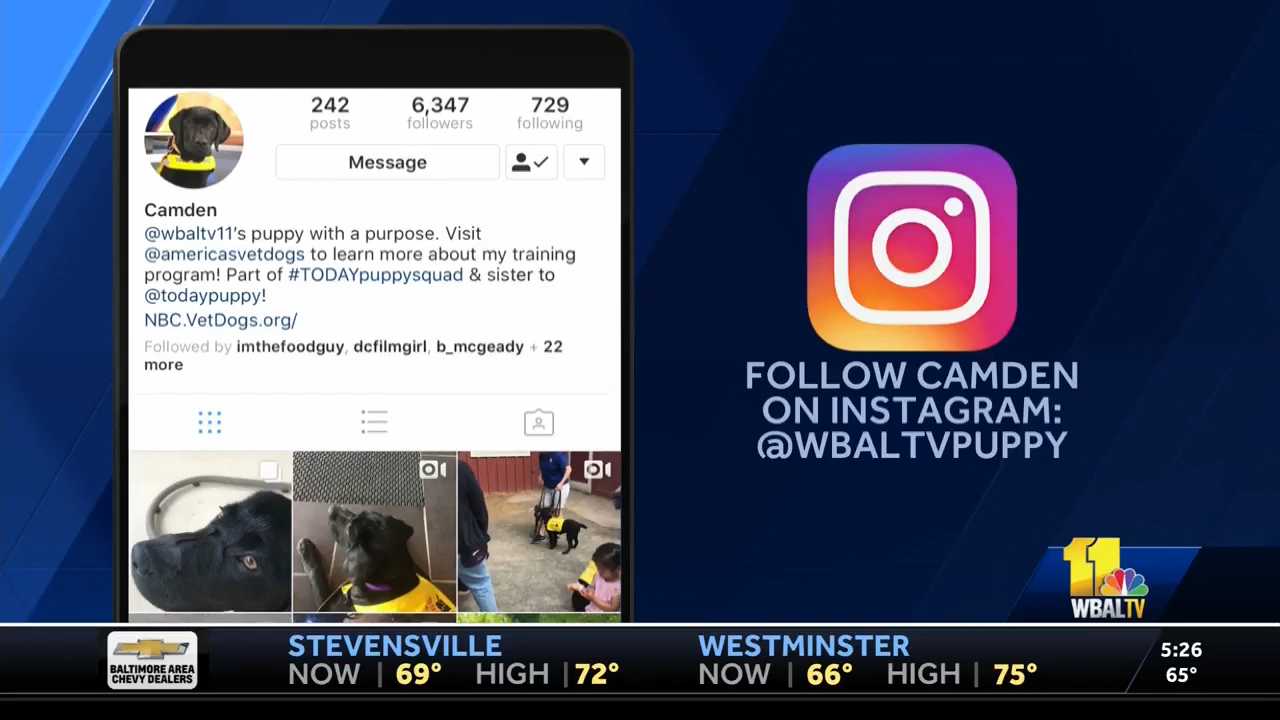 242 6,347 729
posts followers following
Message
Camden
@wbaltv11's puppy with a purpose. Visit
@americasvetdogs to learn more about my training
program! Part of #TODAYpuppysquad & sister to
@todaypuppy!
NBC.VetDogs.org/
Followed by imthefoodguy, dcfilmgirl, b_mcgeady + 22
more
FOLLOW CAMDEN
ON INSTAGRAM:
@WBALTVPUPPY
11
WBALTV
BALTIMORE AREA
CHEVY DEALERS
STEVENSVILLE
NOW | 69° HIGH | 72°
WESTMINSTER
NOW | 66° HIGH | 75°
5:26
65°